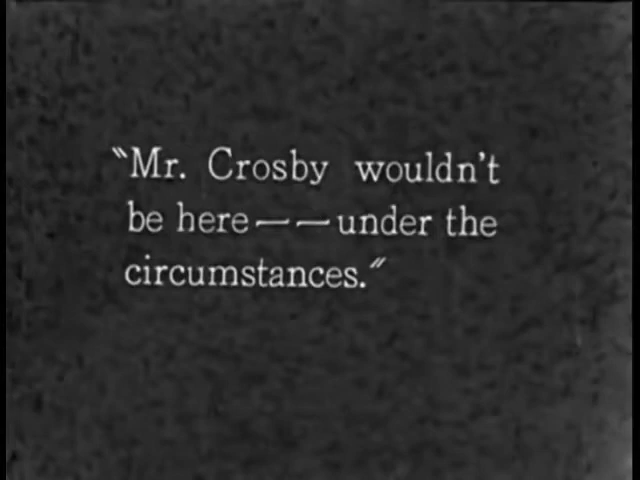 "Mr. Crosby wouldn't
be here——under the
circumstances."